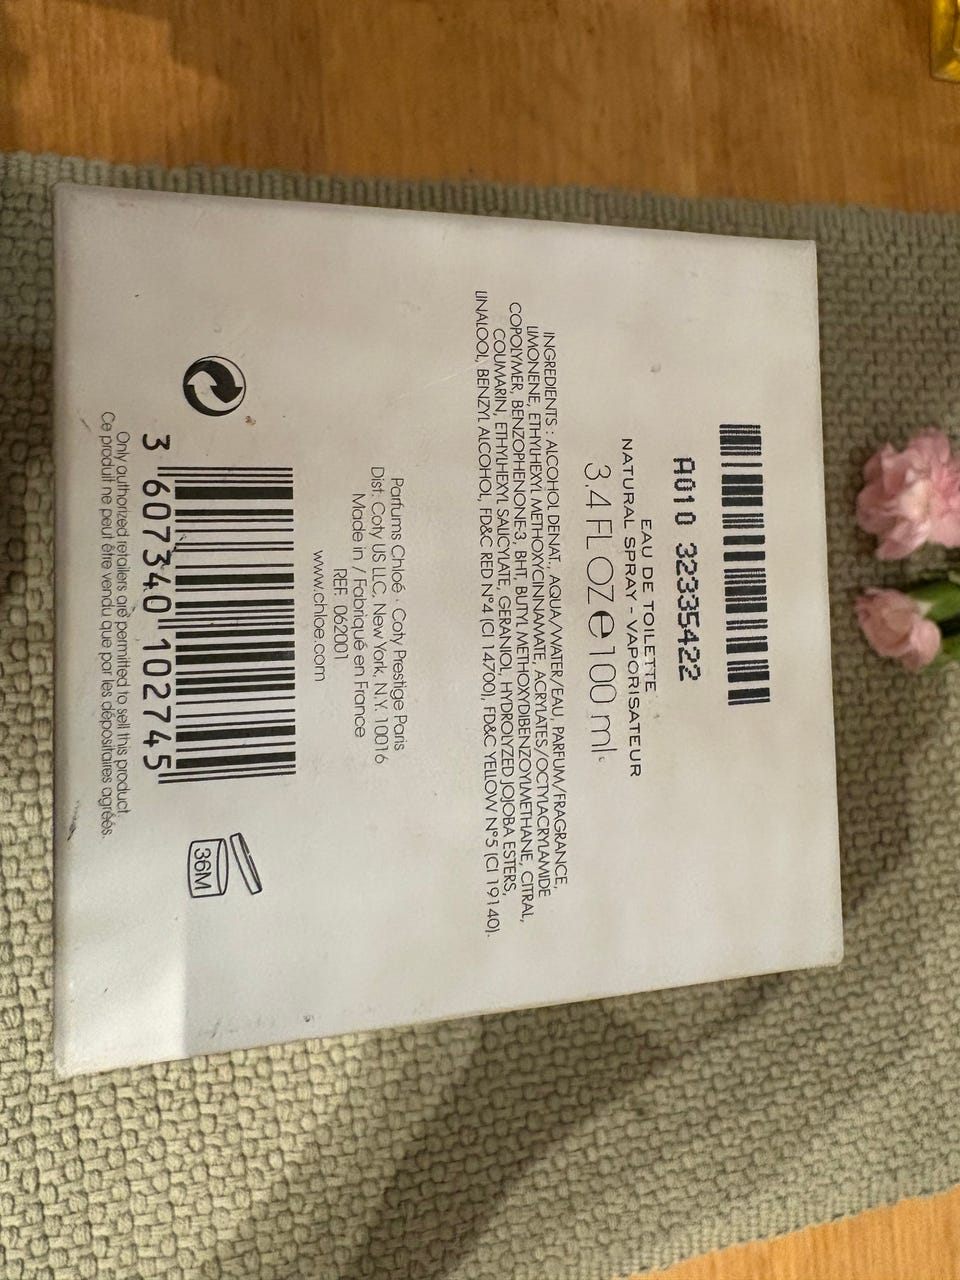 A010 32335422
EAU DE TOILETTE
NATURAL SPRAY - VAPORISATEUR
3,4 FL OZ e 100 ml
INGREDIENTS : ALCOHOL DENAT., AQUA/WATER/EAU, PARFUM/FRAGRANCE,
LIMONENE, ETHYLHEXYL METHOXYCINNAMATE, ACRYLATES/OCTYLACRYLAMIDE
COPOLYMER, BENZOPHENONE-3, BHT, BUTYL METHOXYDIBENZOYLMETHANE, CITRAL,
COUMARIN, ETHYLHEXYL SALICYLATE, GERANIOL, HYDROLYZED JOJOBA ESTERS,
LINALOOL, BENZYL ALCOHOL, FD&C RED N°4 (CI 14700), FD&C YELLOW N°5 (CI 19140).
Parfums Chloé - Coty Prestige Paris
Dist. Coty US LLC, New York, N.Y. 10016
Made in / Fabriqué en France
REF. 062001
www.chloe.com
3 607340 102745
36M
Only authorized retailers are permitted to sell this product.
Ce produit ne peut être vendu que par les dépositaires agréés.